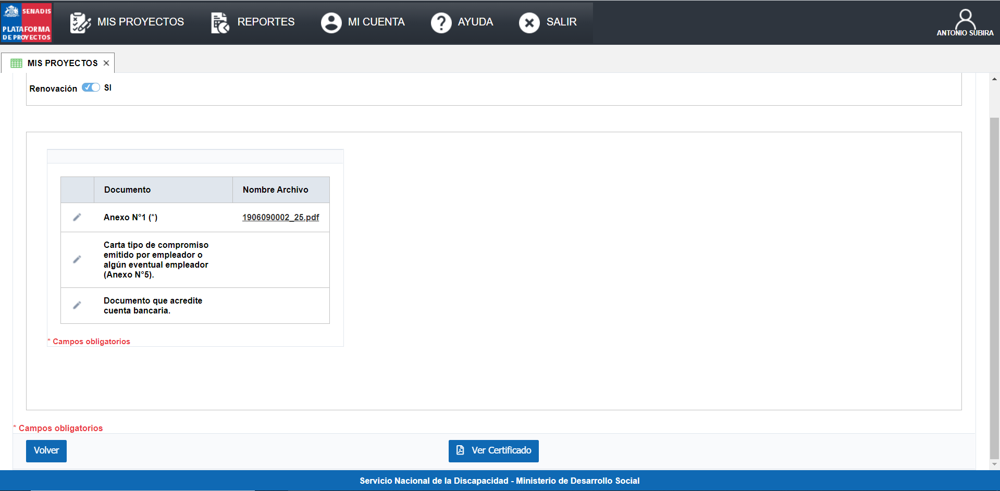 SENADIS
PLATAFORMA
DE PROYECTOS
MIS PROYECTOS
REPORTES
MI CUENTA
AYUDA
SALIR
ANTONIO SUBIRA
MIS PROYECTOS
Renovación SI
Documento Nombre Archivo
Anexo N°1 (*) 1906090002_25.pdf
Carta tipo de compromiso
emitido por empleador o
algún eventual empleador
(Anexo N°5).
Documento que acredite
cuenta bancaria.
* Campos obligatorios
* Campos obligatorios
Volver
Ver Certificado
Servicio Nacional de la Discapacidad - Ministerio de Desarrollo Social